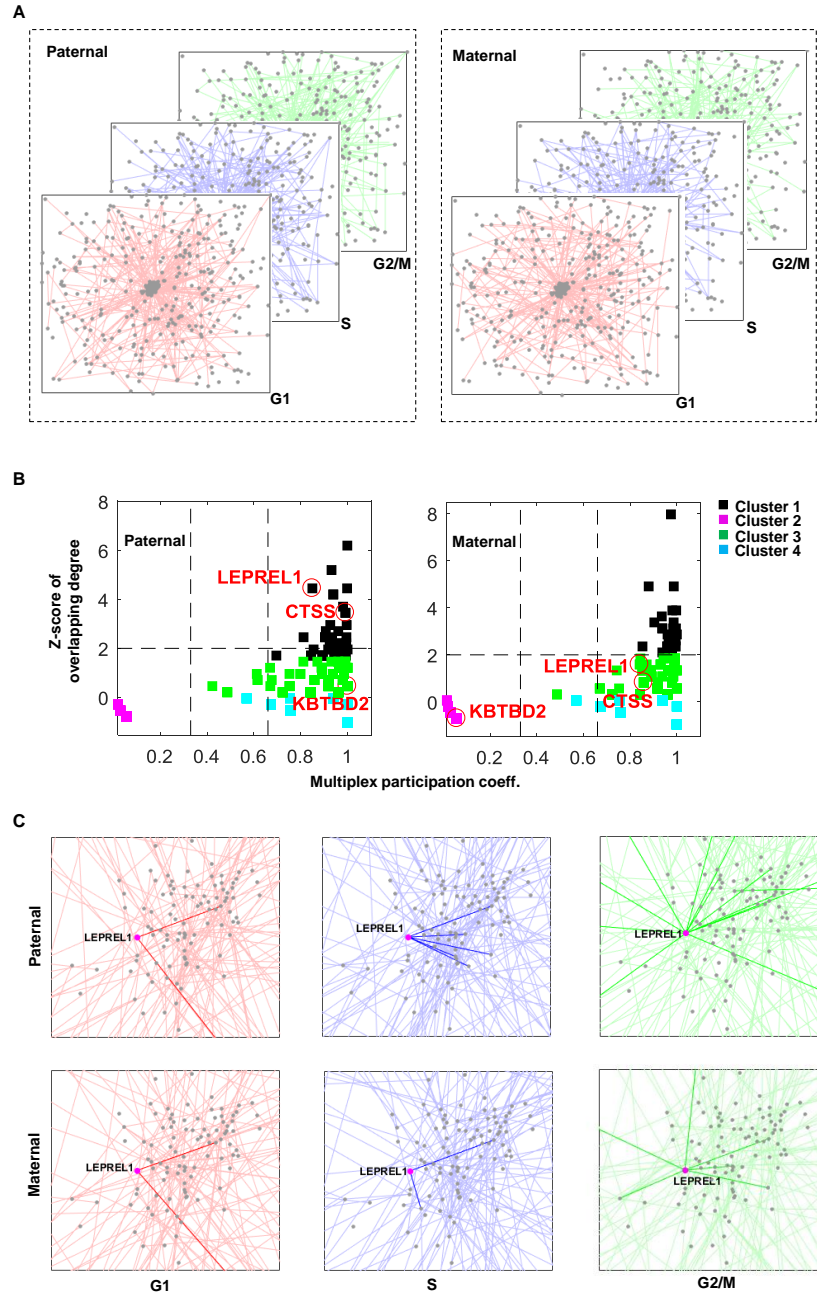 A
Paternal
G2/M
S
G1
Maternal
G2/M
S
G1
B
Z-score of
overlapping degree
8
6
4
2
0
Paternal
LEPREL1
CTSS
KBTBD2
0.2 0.4 0.6 0.8 1
8
6
4
2
0
Maternal
LEPREL1
CTSS
KBTBD2
0.2 0.4 0.6 0.8 1
Multiplex participation coeff.
Cluster 1
Cluster 2
Cluster 3
Cluster 4
C
Paternal
LEPREL1
LEPREL1
LEPREL1
Maternal
LEPREL1
LEPREL1
LEPREL1
G1
S
G2/M